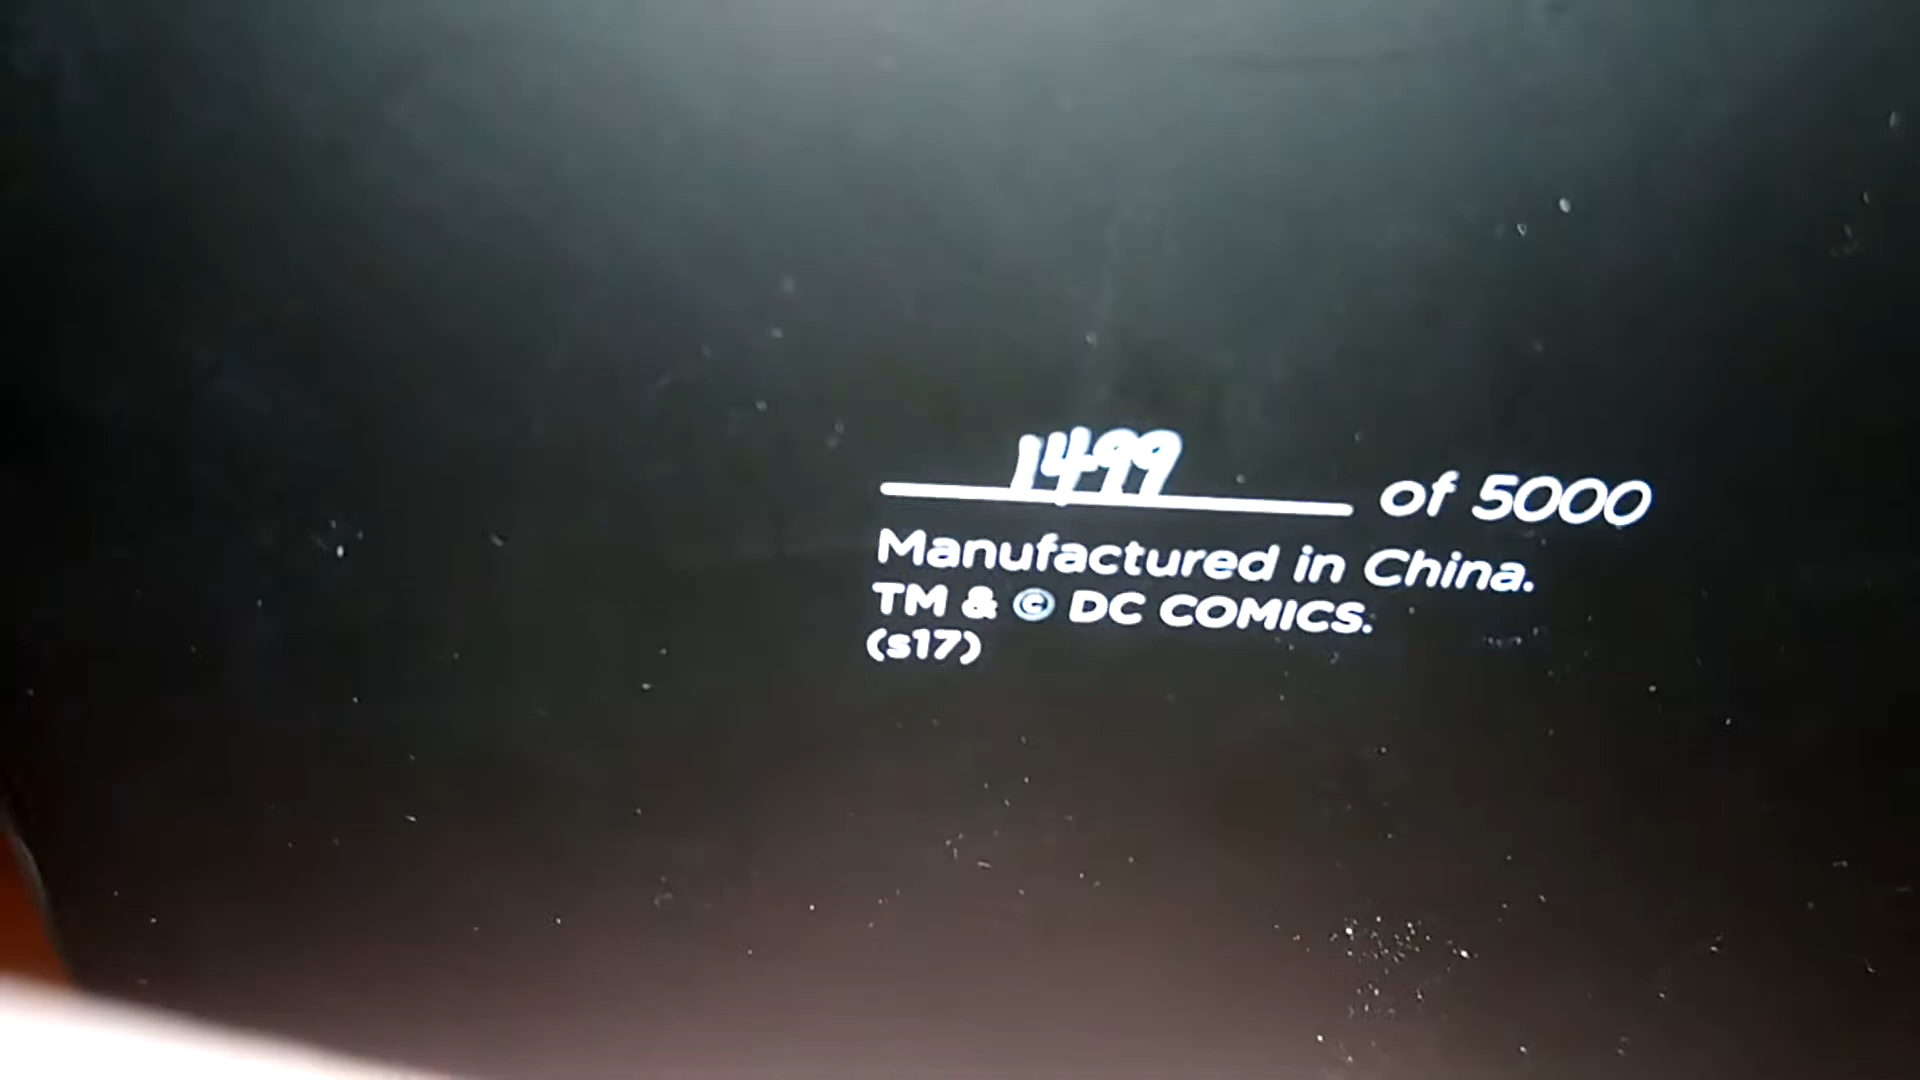 1499 of 5000
Manufactured in China.
TM & © DC COMICS.
(s17)